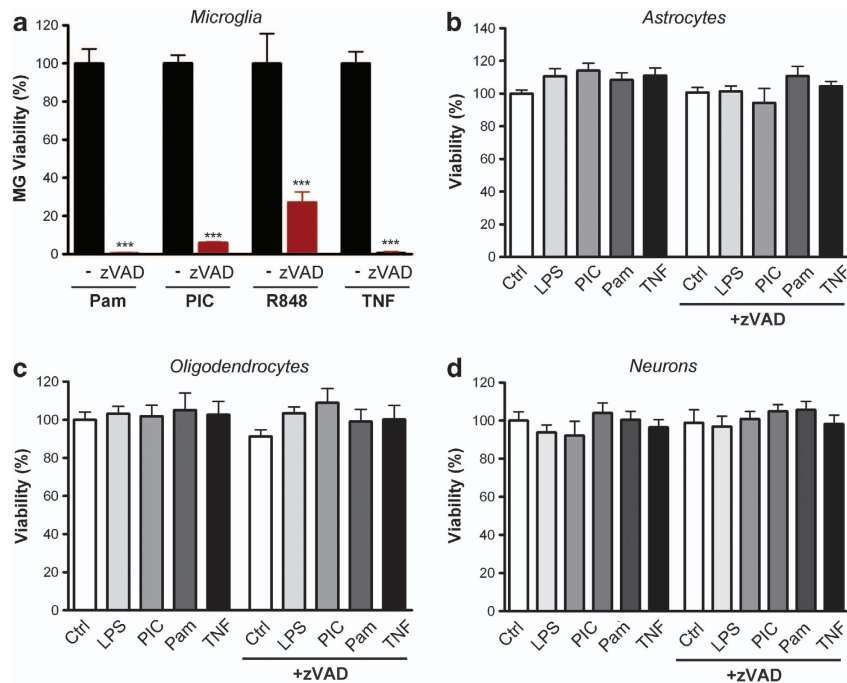 a
Microglia
MG Viability (%)
120
100
80
60
40
20
0
*** *** *** ***
- zVAD - zVAD - zVAD - zVAD
Pam PIC R848 TNF
b
Astrocytes
Viability (%)
140
120
100
80
60
40
20
0
Ctrl LPS PIC Pam TNF Ctrl LPS PIC Pam TNF
+zVAD
c
Oligodendrocytes
Viability (%)
120
100
80
60
40
20
0
Ctrl LPS PIC Pam TNF Ctrl LPS PIC Pam TNF
+zVAD
d
Neurons
Viability (%)
120
100
80
60
40
20
0
Ctrl LPS PIC Pam TNF Ctrl LPS PIC Pam TNF
+zVAD